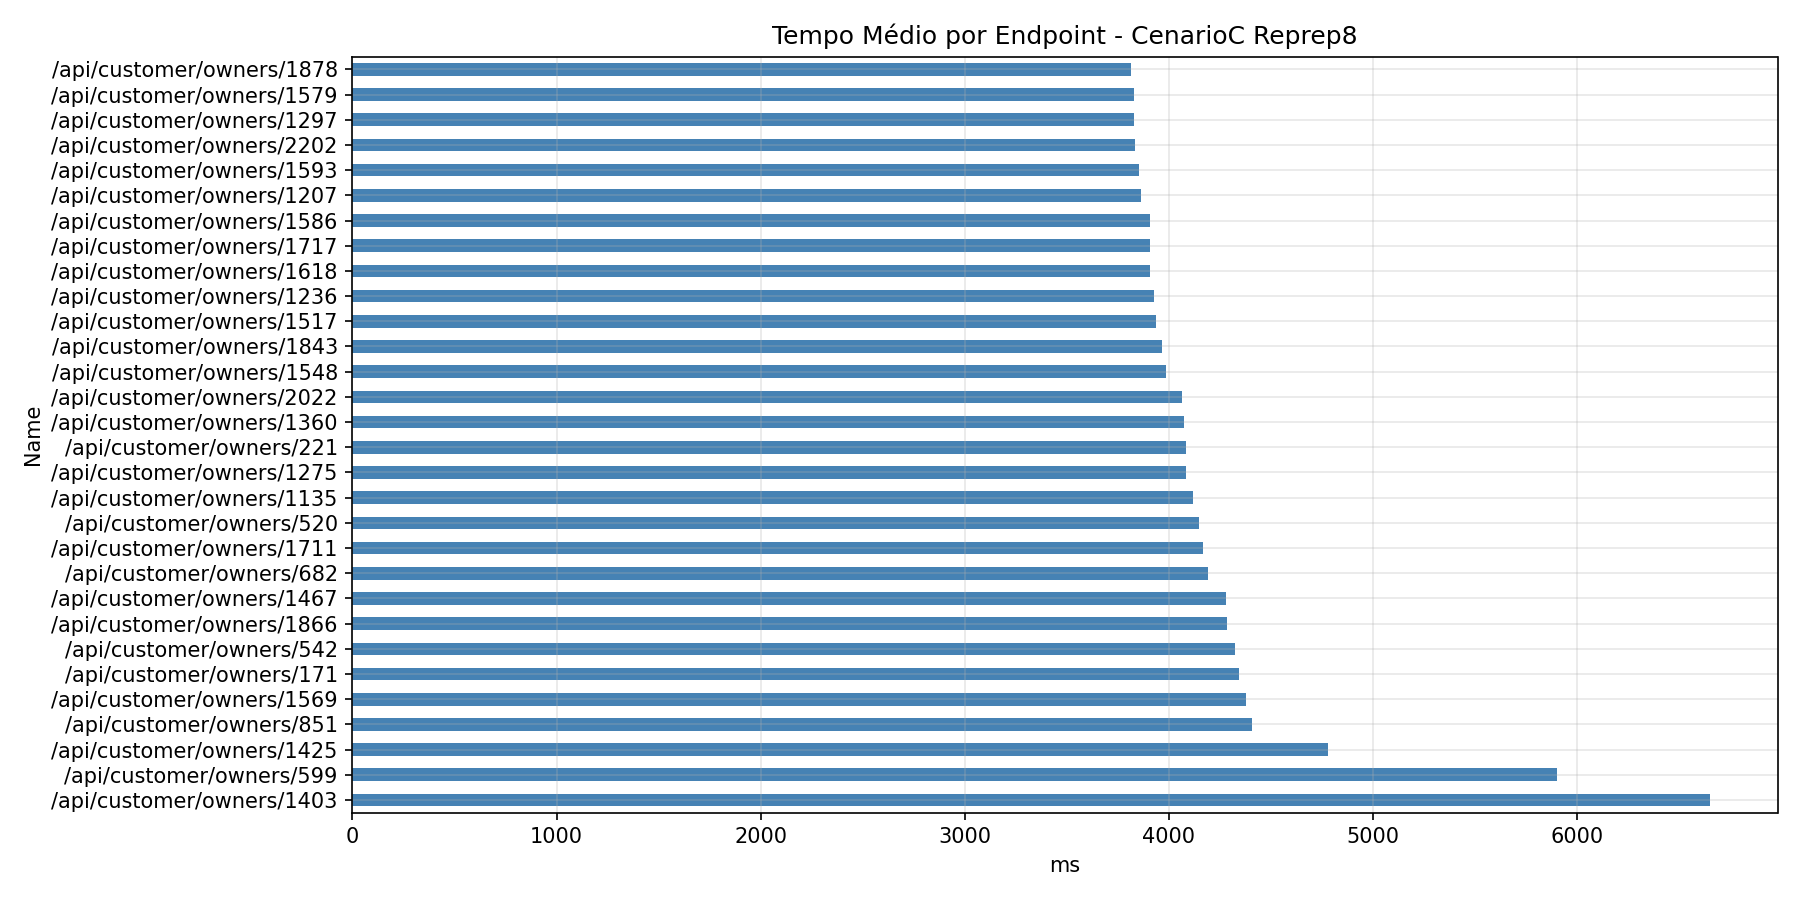 Tempo Médio por Endpoint - CenarioC Reprep8
/api/customer/owners/1878
/api/customer/owners/1579
/api/customer/owners/1297
/api/customer/owners/2202
/api/customer/owners/1593
/api/customer/owners/1207
/api/customer/owners/1586
/api/customer/owners/1717
/api/customer/owners/1618
/api/customer/owners/1236
/api/customer/owners/1517
/api/customer/owners/1843
/api/customer/owners/1548
/api/customer/owners/2022
/api/customer/owners/1360
/api/customer/owners/221
/api/customer/owners/1275
/api/customer/owners/1135
/api/customer/owners/520
/api/customer/owners/1711
/api/customer/owners/682
/api/customer/owners/1467
/api/customer/owners/1866
/api/customer/owners/542
/api/customer/owners/171
/api/customer/owners/1569
/api/customer/owners/851
/api/customer/owners/1425
/api/customer/owners/599
/api/customer/owners/1403
Name
0 1000 2000 3000 4000 5000 6000
ms